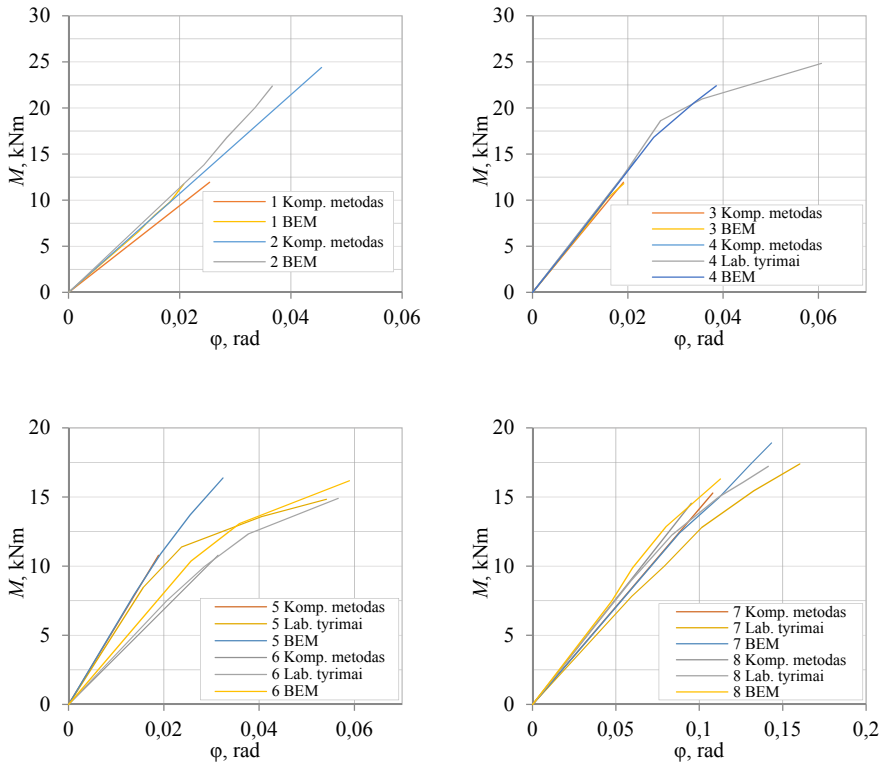 30
25
20
15
10
5
0
M, kNm
0
0,02
0,04
0,06
φ, rad
1 Komp. metodas
1 BEM
2 Komp. metodas
2 BEM
30
25
20
15
10
5
0
M, kNm
0
0,02
0,04
0,06
φ, rad
3 Komp. metodas
3 BEM
4 Komp. metodas
4 Lab. tyrimai
4 BEM
20
15
10
5
0
M, kNm
0
0,02
0,04
0,06
φ, rad
5 Komp. metodas
5 Lab. tyrimai
5 BEM
6 Komp. metodas
6 Lab. tyrimai
6 BEM
20
15
10
5
0
M, kNm
0
0,05
0,1
0,15
0,2
φ, rad
7 Komp. metodas
7 Lab. tyrimai
7 BEM
8 Komp. metodas
8 Lab. tyrimai
8 BEM